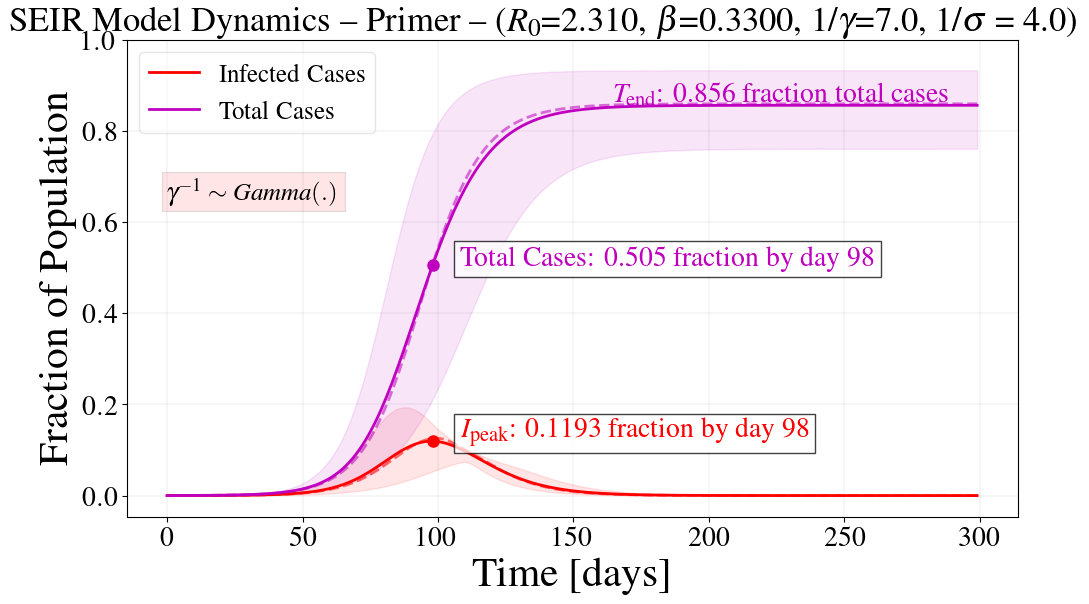 SEIR Model Dynamics – Primer – (R₀=2.310, β=0.3300, 1/γ=7.0, 1/σ = 4.0)
Infected Cases
Total Cases
γ⁻¹ ∼ Gamma(.)
T_end: 0.856 fraction total cases
Total Cases: 0.505 fraction by day 98
I_peak: 0.1193 fraction by day 98
Fraction of Population
1.0
0.8
0.6
0.4
0.2
0.0
0 50 100 150 200 250 300
Time [days]